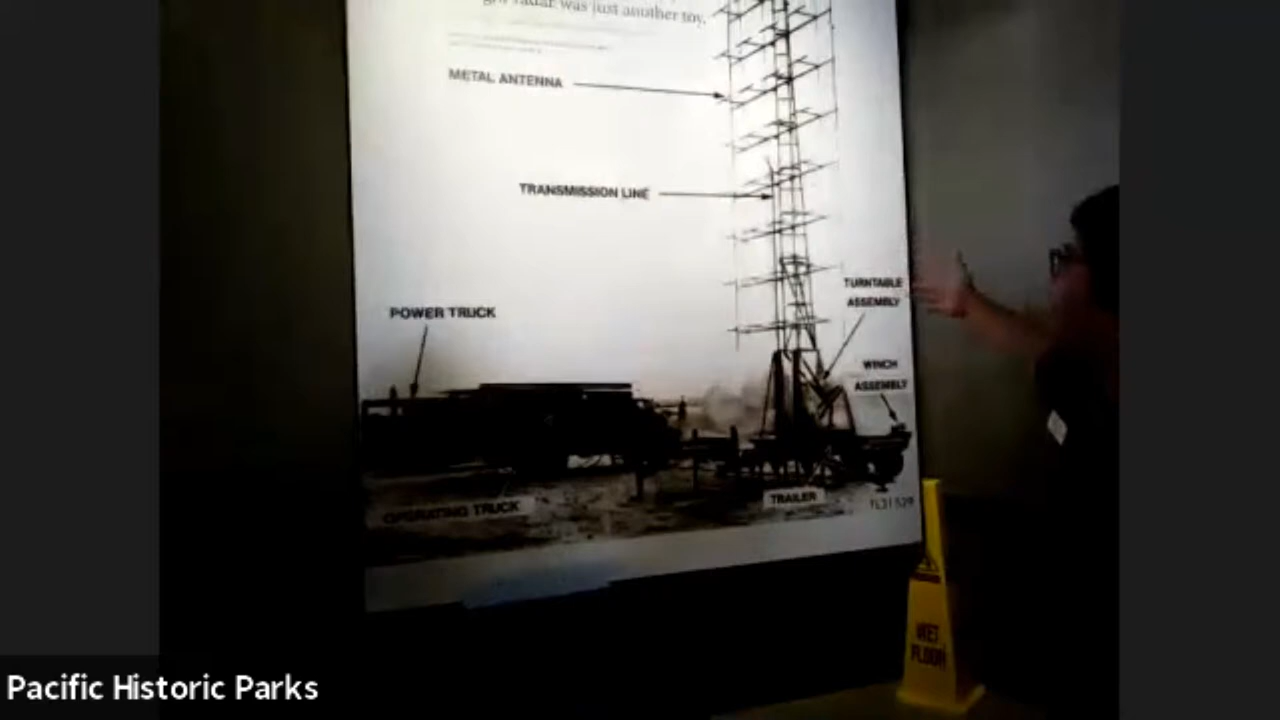 radar was just another toy.
METAL ANTENNA
TRANSMISSION LINE
TURNTABLE
ASSEMBLY
POWER TRUCK
WINCH
ASSEMBLY
TRAILER
TL31529
OPERATING TRUCK
WET
FLOOR
Pacific Historic Parks